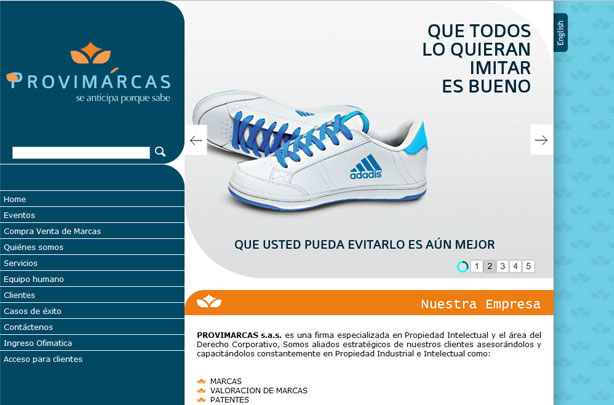 PROVIMÁRCAS
se anticipa porque sabe
Home
Eventos
Compra Venta de Marcas
Quiénes somos
Servicios
Equipo humano
Clientes
Casos de éxito
Contáctenos
Ingreso Ofimatica
Acceso para clientes
English
QUE TODOS
LO QUIERAN
IMITAR
ES BUENO
adadis
QUE USTED PUEDA EVITARLO ES AÚN MEJOR
1 2 3 4 5
Nuestra Empresa
PROVIMARCAS s.a.s. es una firma especializada en Propiedad Intelectual y el área del
Derecho Corporativo, Somos aliados estratégicos de nuestros clientes asesorándolos y
capacitándolos constantemente en Propiedad Industrial e Intelectual como:
MARCAS
VALORACION DE MARCAS
PATENTES